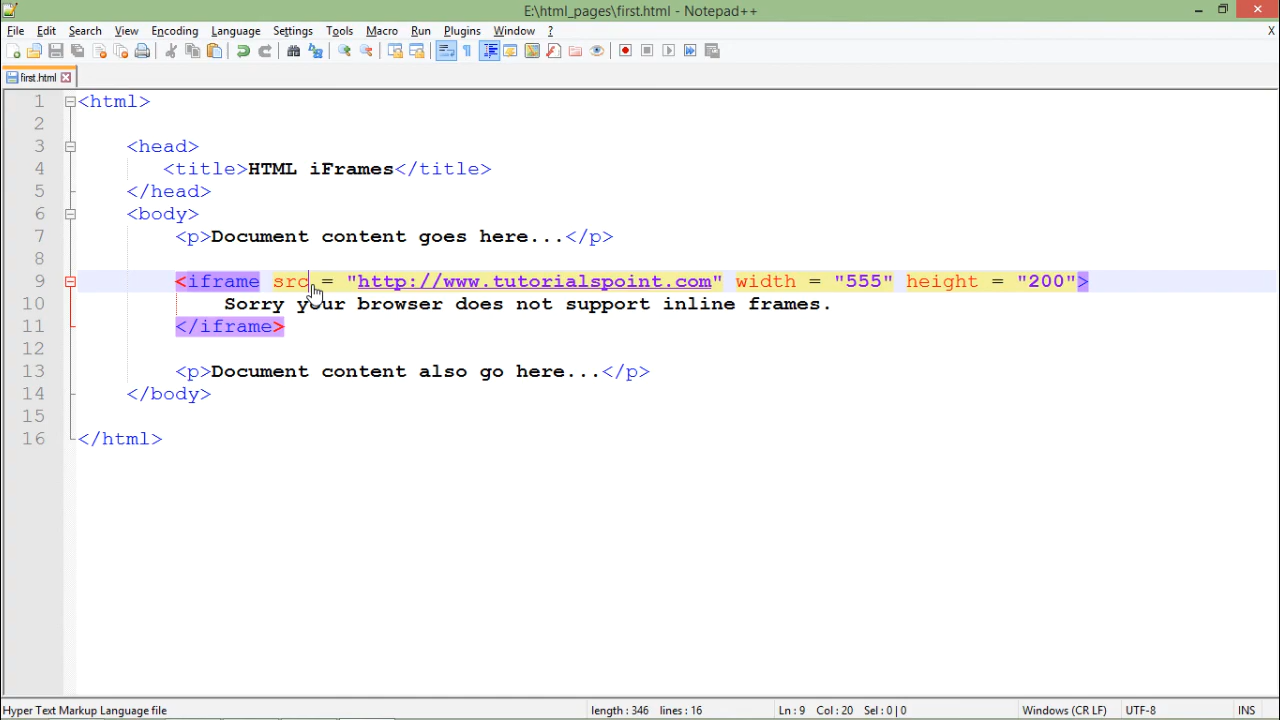 E:\html_pages\first.html - Notepad++
File Edit Search View Encoding Language Settings Tools Macro Run Plugins Window ? X
first.html
1 <html>
2
3 <head>
4 <title>HTML iFrames</title>
5 </head>
6 <body>
7 <p>Document content goes here...</p>
8
9 <iframe src = "http://www.tutorialspoint.com" width = "555" height = "200">
10 Sorry your browser does not support inline frames.
11 </iframe>
12
13 <p>Document content also go here...</p>
14 </body>
15
16 </html>
Hyper Text Markup Language file length : 346 lines : 16 Ln : 9 Col : 20 Sel : 0 | 0 Windows (CR LF) UTF-8 INS